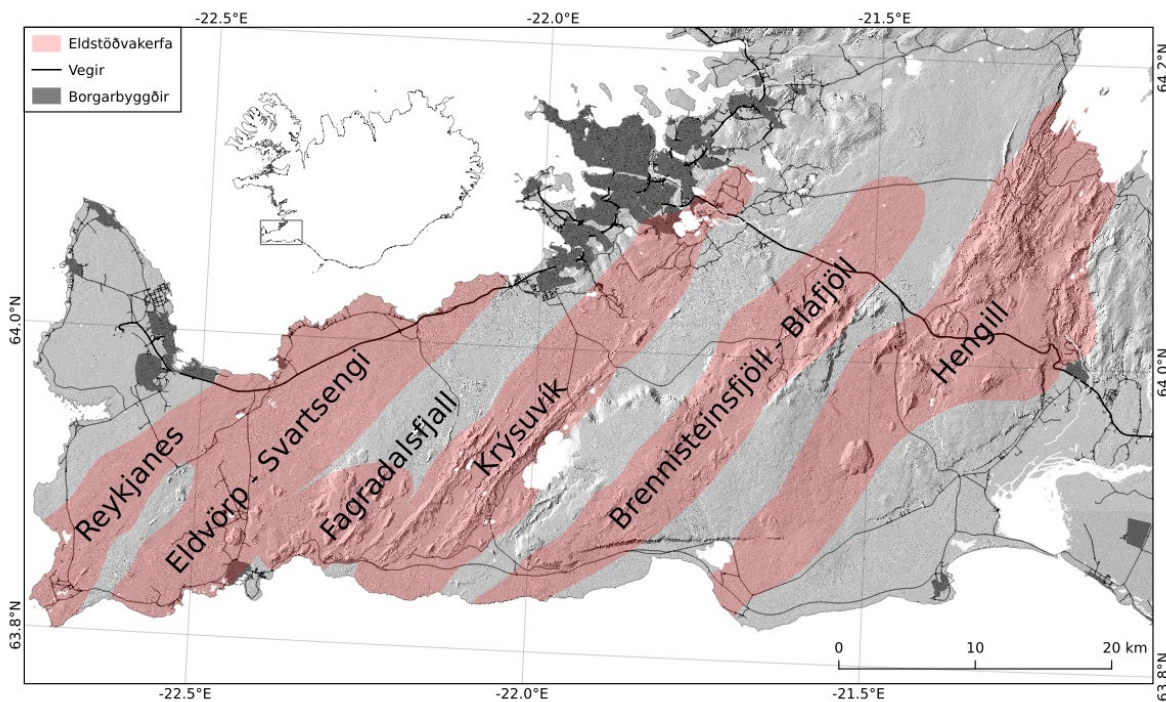 -22.5°E
-22.0°E
-21.5°E
Eldstöðvakerfa
Vegir
Borgarbyggðir
64.2°N
64.0°N
64.0°N
63.8°N
63.8°N
Reykjanes
Eldvörp - Svartsengi
Fagradalsfjall
Krýsuvík
Brennisteinsfjöll - Bláfjöll
Hengill
0
10
20 km
-22.5°E
-22.0°E
-21.5°E